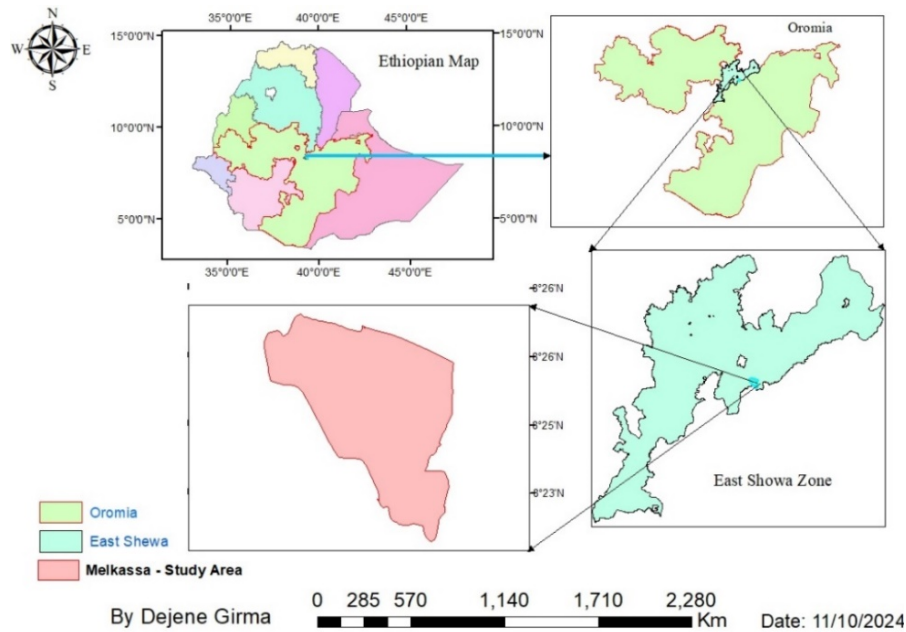 N
W E
S
35°0'0"E 40°0'0"E 45°0'0"E
15°0'0"N
10°0'0"N
5°0'0"N
Ethiopian Map
15°0'0"N
10°0'0"N
5°0'0"N
35°0'0"E 40°0'0"E 45°0'0"E
Oromia
8°26'N
8°26'N
8°25'N
8°23'N
East Showa Zone
Oromia
East Shewa
Melkassa - Study Area
By Dejene Girma
0 285 570 1,140 1,710 2,280
Km
Date: 11/10/2024